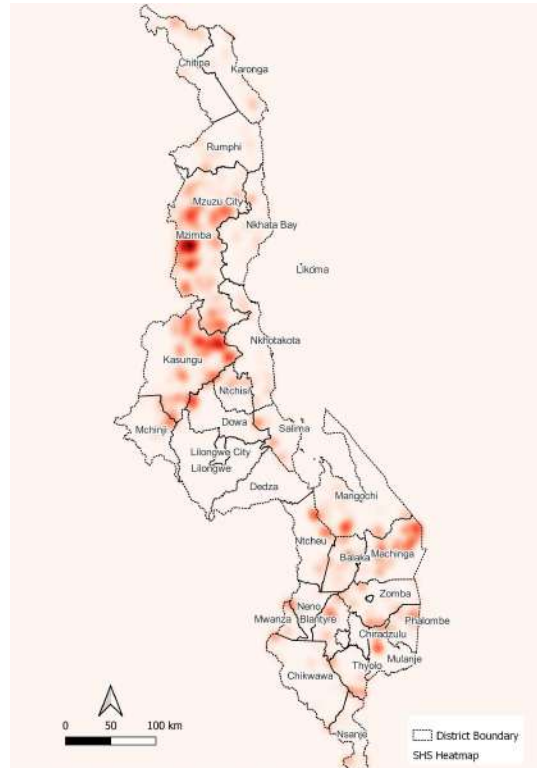 Chitipa
Karonga
Rumphi
Mzuzu City
Nkhata Bay
Mzimba
Likoma
Nkhotakota
Kasungu
Ntchisi
Dowa
Mchinji
Salima
Lilongwe City
Lilongwe
Dedza
Mangochi
Ntcheu
Balaka
Machinga
Zomba
Neno
Mwanza
Blantyre
Phalombe
Chiradzulu
Mulanje
Thyolo
Chikwawa
Nsanje
0 50 100 km
District Boundary
SHS Heatmap